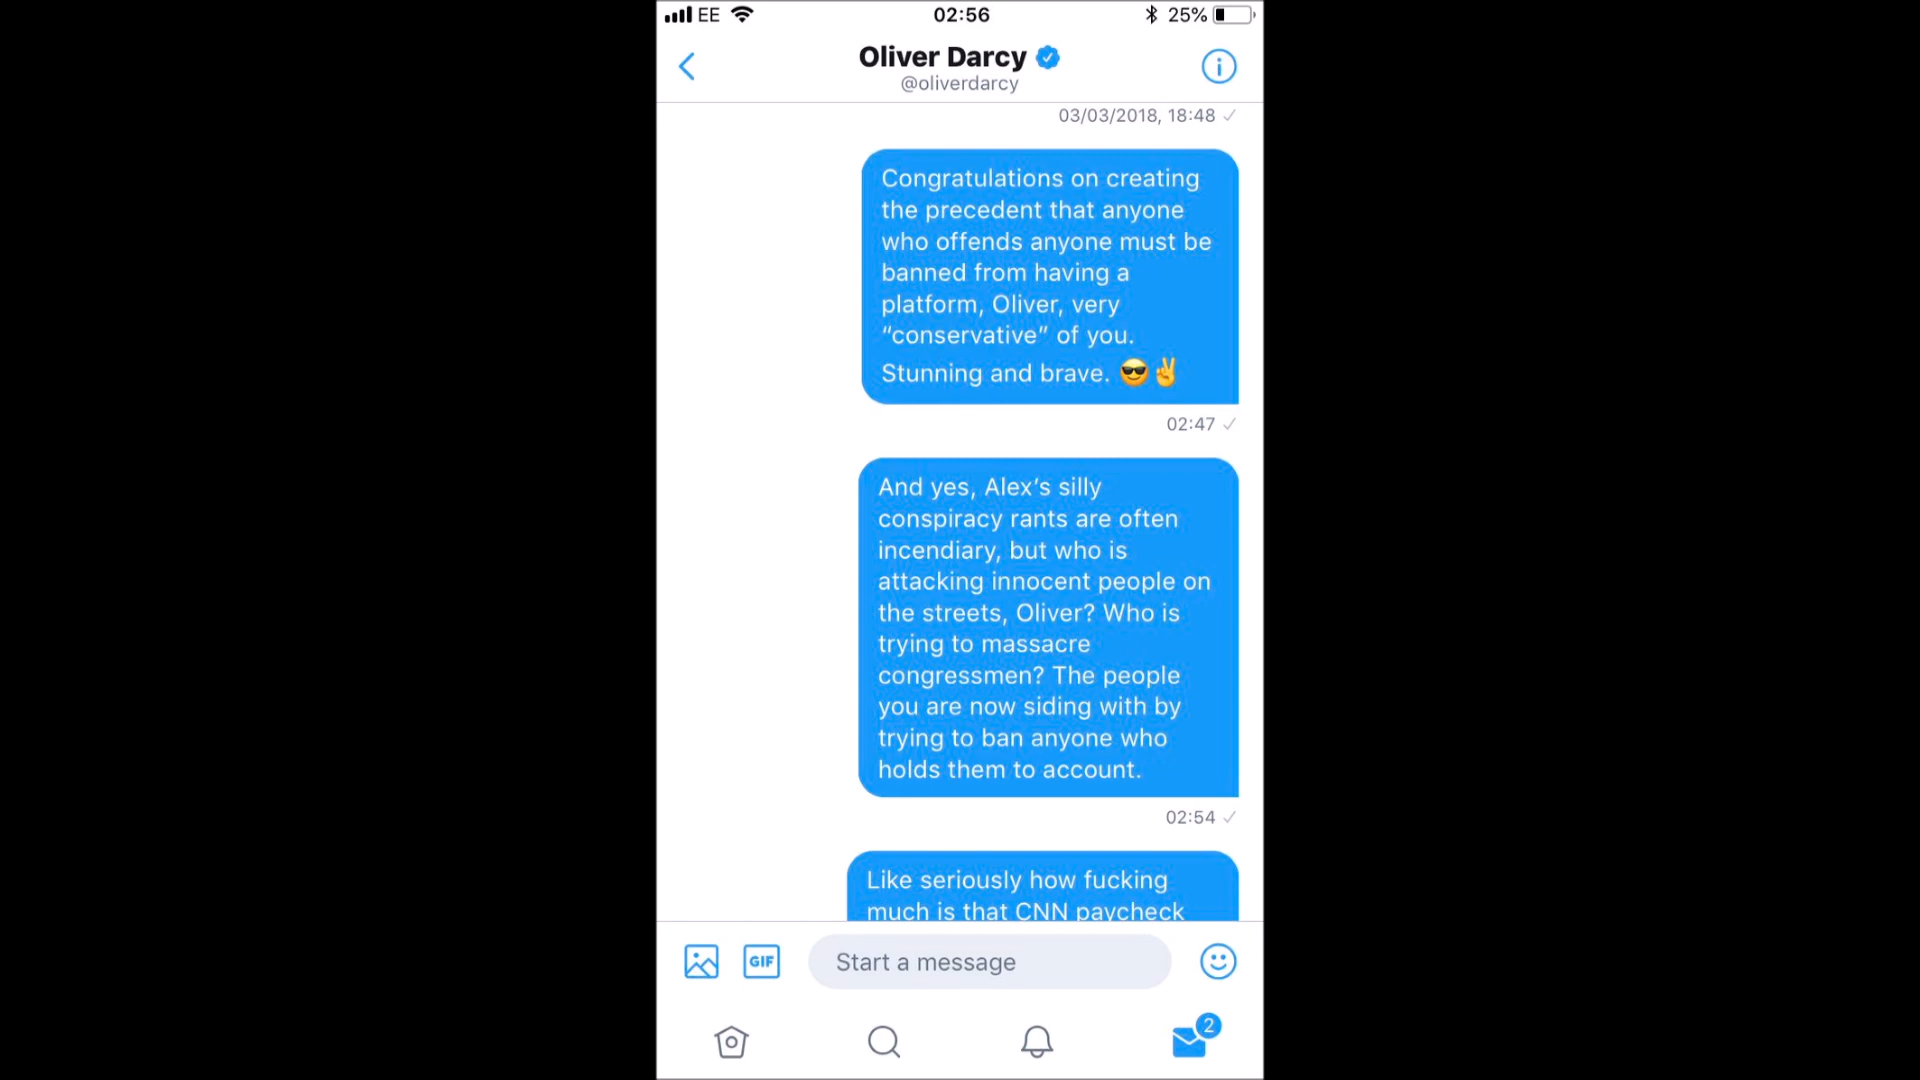 EE 02:56 25%
Oliver Darcy
@oliverdarcy
03/03/2018, 18:48
Congratulations on creating
the precedent that anyone
who offends anyone must be
banned from having a
platform, Oliver, very
“conservative” of you.
Stunning and brave. 😎✌️
02:47
And yes, Alex’s silly
conspiracy rants are often
incendiary, but who is
attacking innocent people on
the streets, Oliver? Who is
trying to massacre
congressmen? The people
you are now siding with by
trying to ban anyone who
holds them to account.
02:54
Like seriously how fucking
much is that CNN paycheck
GIF
Start a message
2